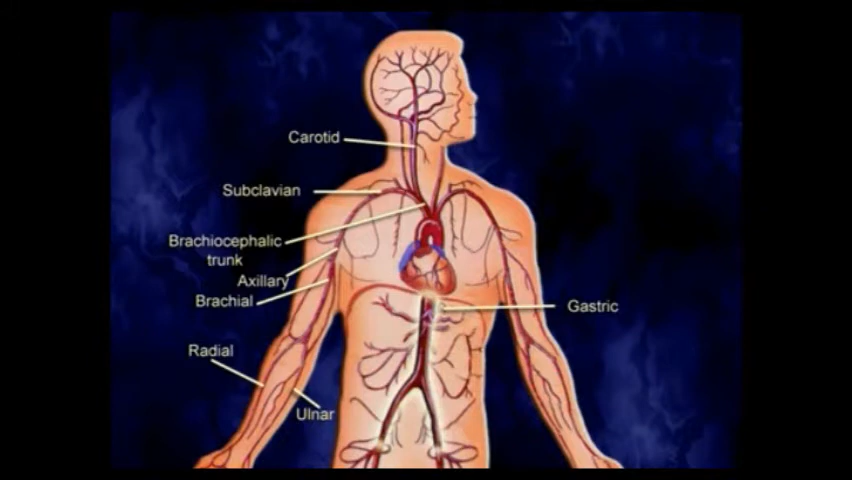 Carotid
Subclavian
Brachiocephalic
trunk
Axillary
Brachial
Gastric
Radial
Ulnar